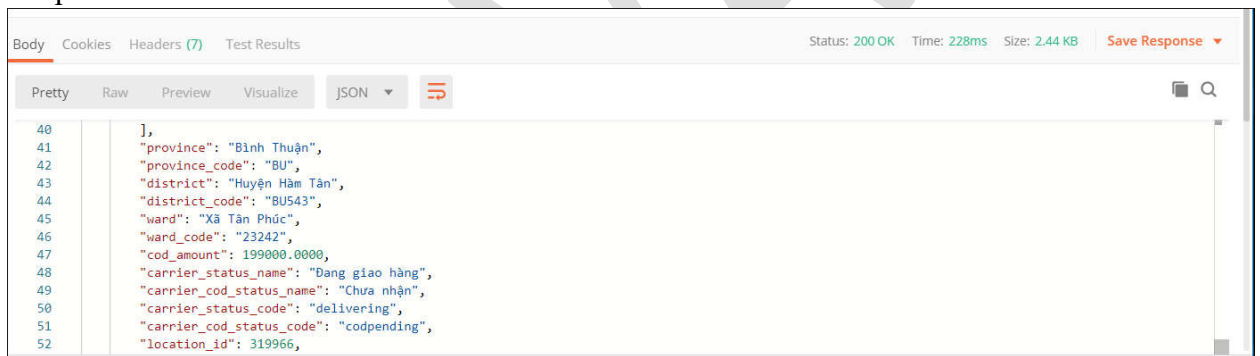 Body Cookies Headers (7) Test Results Status: 200 OK Time: 228ms Size: 2.44 KB Save Response
Pretty Raw Preview Visualize JSON
40 ],
41 "province": "Bình Thuận",
42 "province_code": "BU",
43 "district": "Huyện Hàm Tân",
44 "district_code": "BU543",
45 "ward": "Xã Tân Phúc",
46 "ward_code": "23242",
47 "cod_amount": 199000.0000,
48 "carrier_status_name": "Đang giao hàng",
49 "carrier_cod_status_name": "Chưa nhận",
50 "carrier_status_code": "delivering",
51 "carrier_cod_status_code": "codpending",
52 "location_id": 319966,